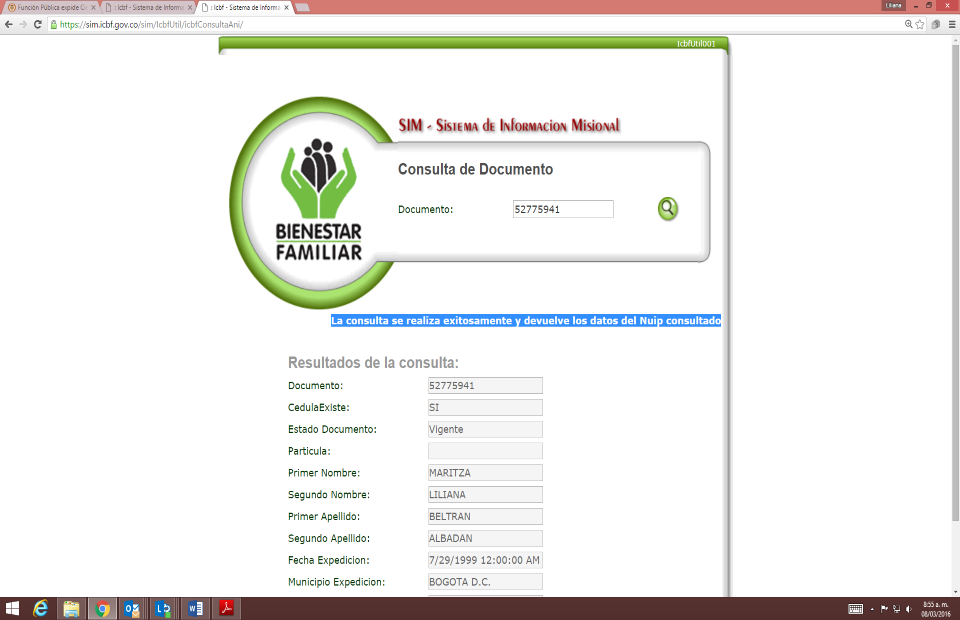 Función Pública expide Ci
: Icbf - Sistema de Informa
: Icbf - Sistema de Informa
Liliana
https://sim.icbf.gov.co/sim/IcbfUtil/icbfConsultaAni/
IcbfUtil001
SIM - Sistema de Informacion Misional
Consulta de Documento
Documento: 52775941
BIENESTAR
FAMILIAR
La consulta se realiza exitosamente y devuelve los datos del Nuip consultado
Resultados de la consulta:
Documento: 52775941
CedulaExiste: SI
Estado Documento: Vigente
Particula:
Primer Nombre: MARITZA
Segundo Nombre: LILIANA
Primer Apellido: BELTRAN
Segundo Apellido: ALBADAN
Fecha Expedicion: 7/29/1999 12:00:00 AM
Municipio Expedicion: BOGOTA D.C.
8:55 a. m.
08/03/2016